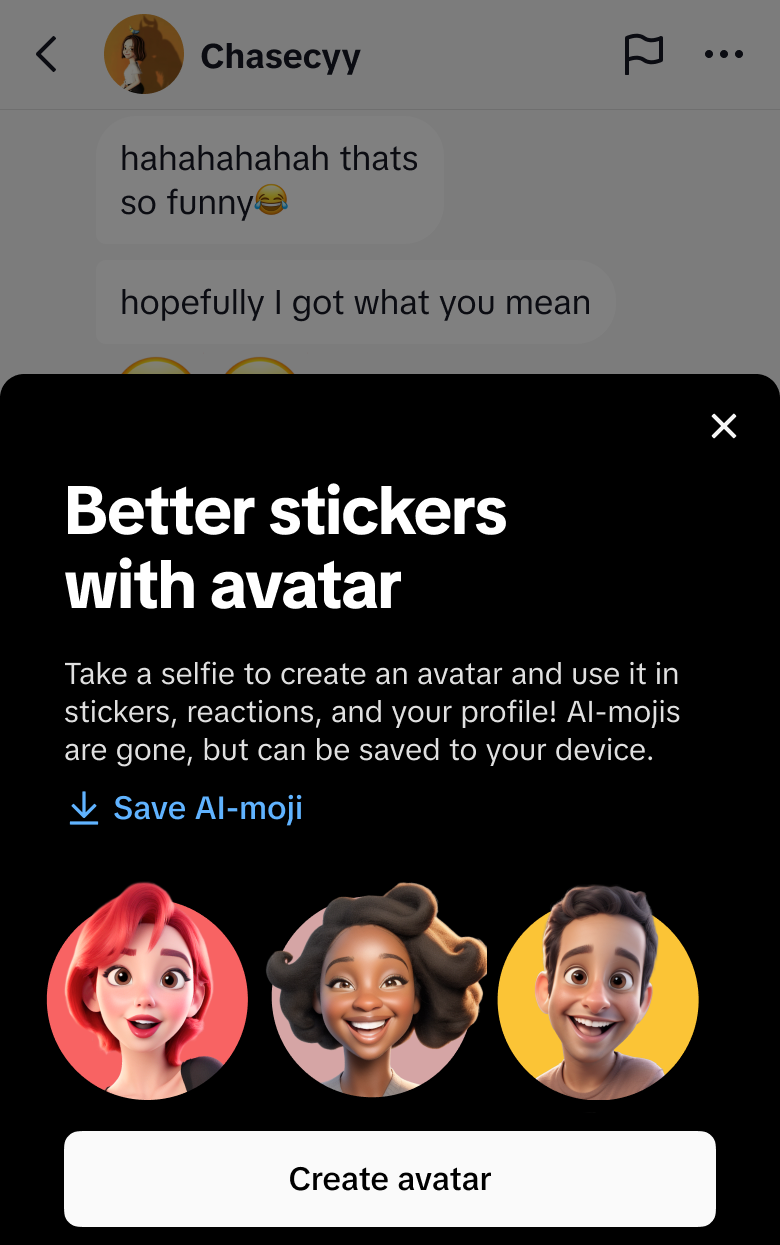 Chasecyy
hahahahahah thats
so funny😂
hopefully I got what you mean
Better stickers
with avatar
Take a selfie to create an avatar and use it in
stickers, reactions, and your profile! AI-mojis
are gone, but can be saved to your device.
Save AI-moji
Create avatar